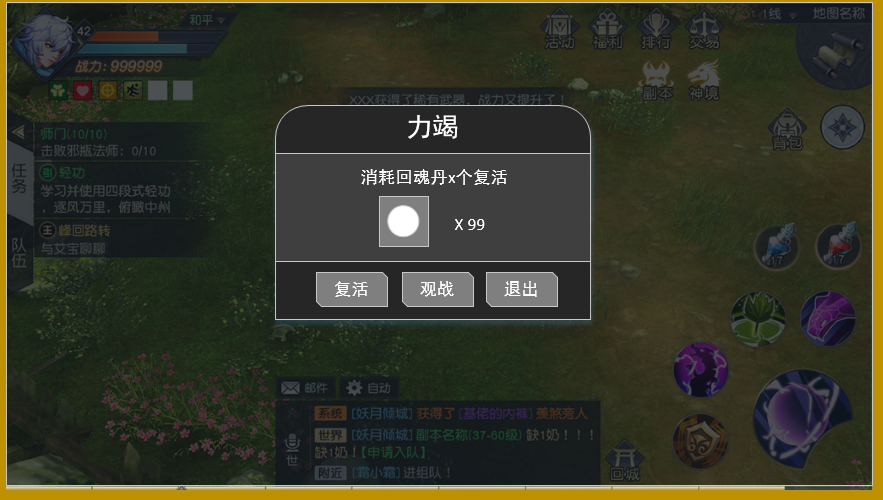 42
和平
战力: 999999
活动
福利
排行
交易
1线
地图名称
副本
神境
背包
XXX获得了稀有武器，战力又提升了！
任务
队伍
师门(10/10)
击败邪瓶法师：0/10
引 轻功
学习并使用四段式轻功
，逐风万里，俯瞰中州
主 峰回路转
与艾宝聊聊
力竭
消耗回魂丹x个复活
X 99
复活
观战
退出
17
17
邮件
自动
系统 [妖月倾城] 获得了 [基佬的内裤] 羡煞旁人
世界 [妖月倾城] 副本名称(37-60级) 缺1奶！！！
缺1奶！【申请入队】
附近 [霜小霜] 进组队！
世
回城